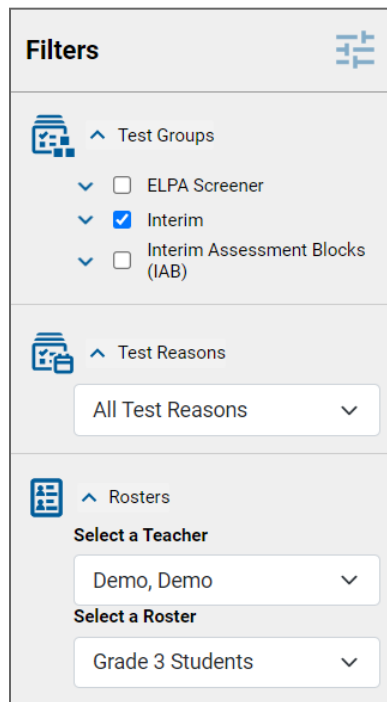 Filters
Test Groups
ELPA Screener
Interim
Interim Assessment Blocks
(IAB)
Test Reasons
All Test Reasons
Rosters
Select a Teacher
Demo, Demo
Select a Roster
Grade 3 Students